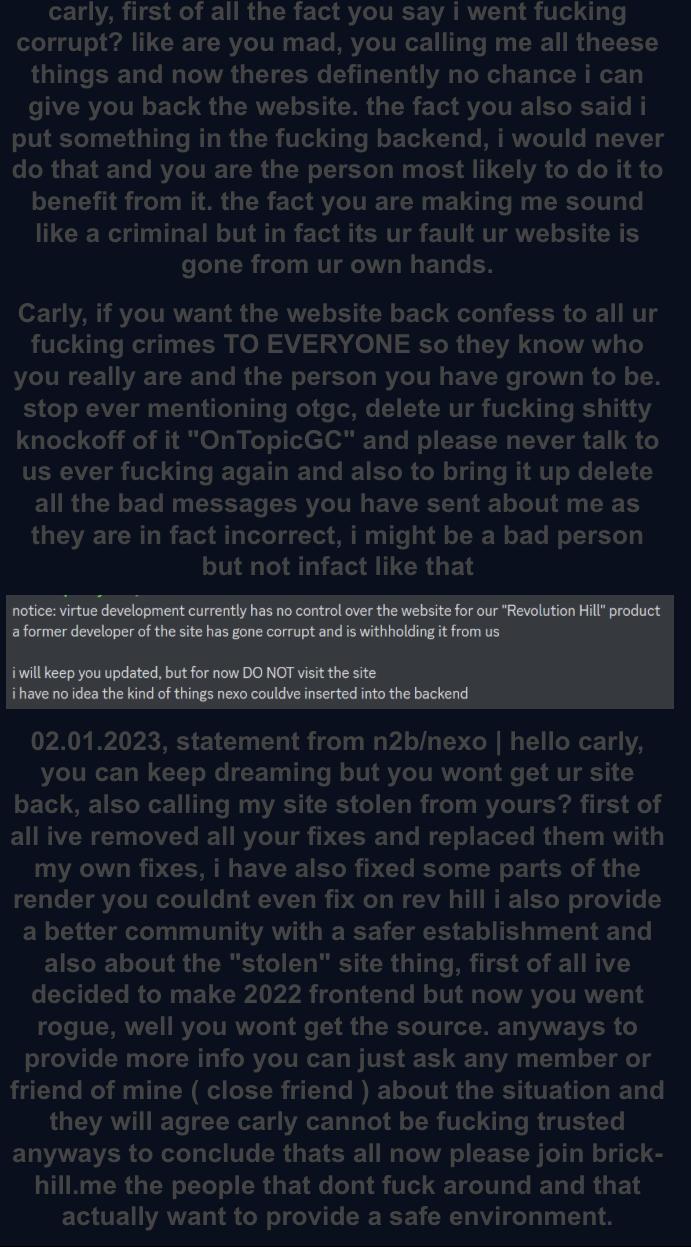 carly, first of all the fact you say i went fucking
corrupt? like are you mad, you calling me all theese
things and now theres definently no chance i can
give you back the website. the fact you also said i
put something in the fucking backend, i would never
do that and you are the person most likely to do it to
benefit from it. the fact you are making me sound
like a criminal but in fact its ur fault ur website is
gone from ur own hands.
Carly, if you want the website back confess to all ur
fucking crimes TO EVERYONE so they know who
you really are and the person you have grown to be.
stop ever mentioning otgc, delete ur fucking shitty
knockoff of it "OnTopicGC" and please never talk to
us ever fucking again and also to bring it up delete
all the bad messages you have sent about me as
they are in fact incorrect, i might be a bad person
but not infact like that
notice: virtue development currently has no control over the website for our "Revolution Hill" product
a former developer of the site has gone corrupt and is withholding it from us
i will keep you updated, but for now DO NOT visit the site
i have no idea the kind of things nexo couldve inserted into the backend
02.01.2023, statement from n2b/nexo | hello carly,
you can keep dreaming but you wont get ur site
back, also calling my site stolen from yours? first of
all ive removed all your fixes and replaced them with
my own fixes, i have also fixed some parts of the
render you couldnt even fix on rev hill i also provide
a better community with a safer establishment and
also about the "stolen" site thing, first of all ive
decided to make 2022 frontend but now you went
rogue, well you wont get the source. anyways to
provide more info you can just ask any member or
friend of mine ( close friend ) about the situation and
they will agree carly cannot be fucking trusted
anyways to conclude thats all now please join brick-
hill.me the people that dont fuck around and that
actually want to provide a safe environment.